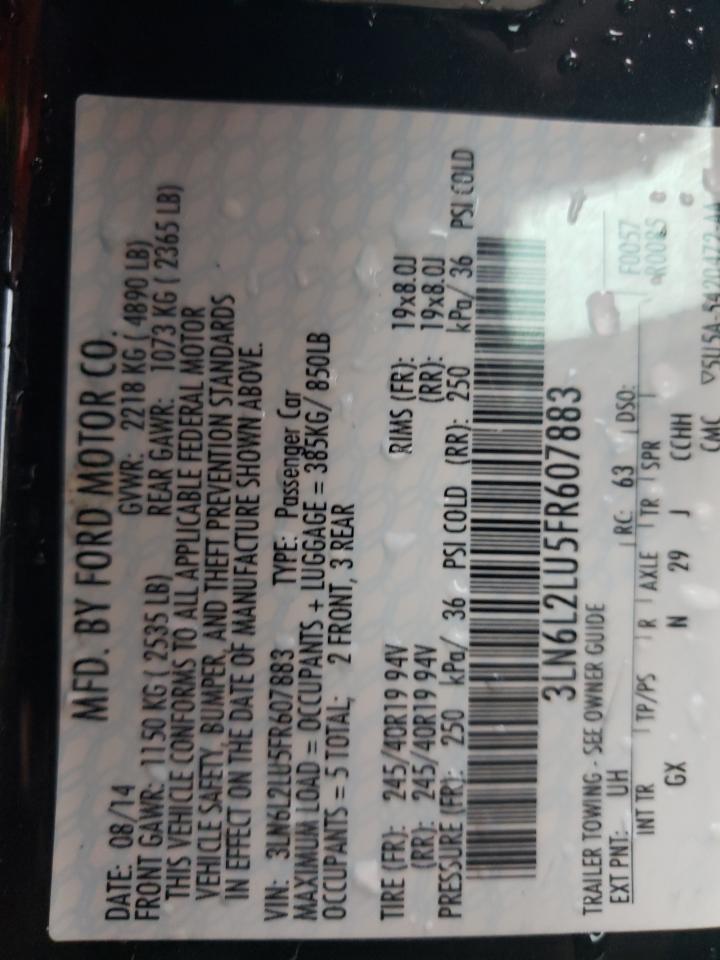 MFD. BY FORD MOTOR CO.
DATE: 08/14 GVWR: 2218 KG ( 4890 LB)
FRONT GAWR: 1150 KG ( 2535 LB) REAR GAWR: 1073 KG ( 2365 LB)
THIS VEHICLE CONFORMS TO ALL APPLICABLE FEDERAL MOTOR
VEHICLE SAFETY, BUMPER, AND THEFT PREVENTION STANDARDS
IN EFFECT ON THE DATE OF MANUFACTURE SHOWN ABOVE.
VIN: 3LN6L2LU5FR607883 TYPE: Passenger Car
MAXIMUM LOAD = OCCUPANTS + LUGGAGE = 385KG/ 850LB
OCCUPANTS = 5 TOTAL; 2 FRONT, 3 REAR
TIRE (FR): 245/40R19 94V RIMS (FR): 19x8.0J
(RR): 245/40R19 94V (RR): 19x8.0J
PRESSURE (FR): 250 kPa/ 36 PSI COLD (RR): 250 kPa/ 36 PSI COLD
3LN6L2LU5FR607883
TRAILER TOWING - SEE OWNER GUIDE F0057
EXT PNT: UH RC: 63 DSO: R0085
INT TR TP/PS R AXLE TR SPR
GX N 29 J CCHH
CMC